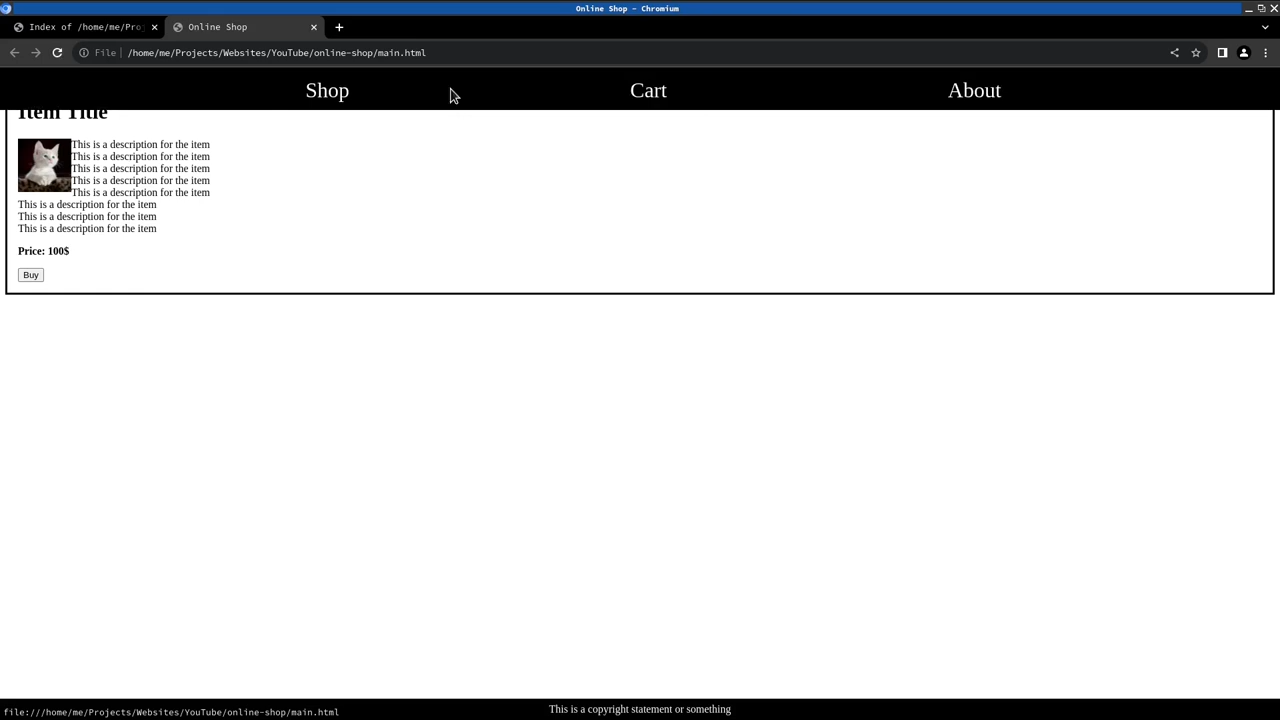 Online Shop - Chromium
Index of /home/me/Proj
Online Shop
File
/home/me/Projects/Websites/YouTube/online-shop/main.html
Shop
Cart
About
Item Title
This is a description for the item
This is a description for the item
This is a description for the item
This is a description for the item
This is a description for the item
This is a description for the item
This is a description for the item
This is a description for the item
Price: 100$
Buy
This is a copyright statement or something
file:///home/me/Projects/Websites/YouTube/online-shop/main.html